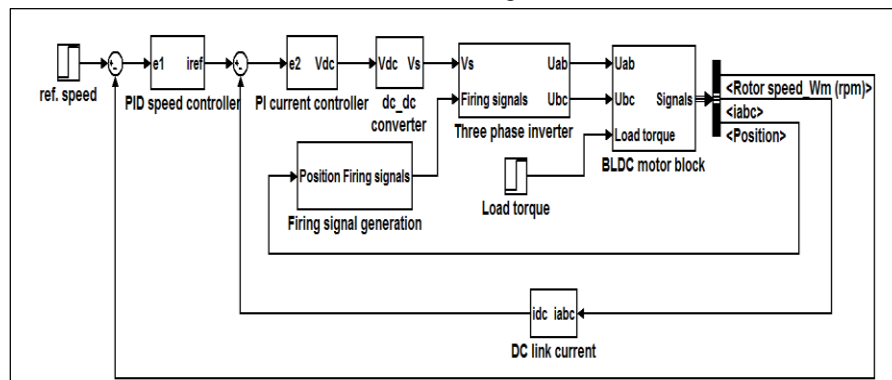 ref. speed
e1 iref
PID speed controller
e2 Vdc
PI current controller
Vdc Vs
dc_dc
converter
Vs Uab
Firing signals
Ubc
Three phase inverter
Uab
Ubc Signals
Load torque
BLDC motor block
<Rotor speed_Wm (rpm)>
<iabc>
<Position>
Position Firing signals
Firing signal generation
Load torque
idc iabc
DC link current